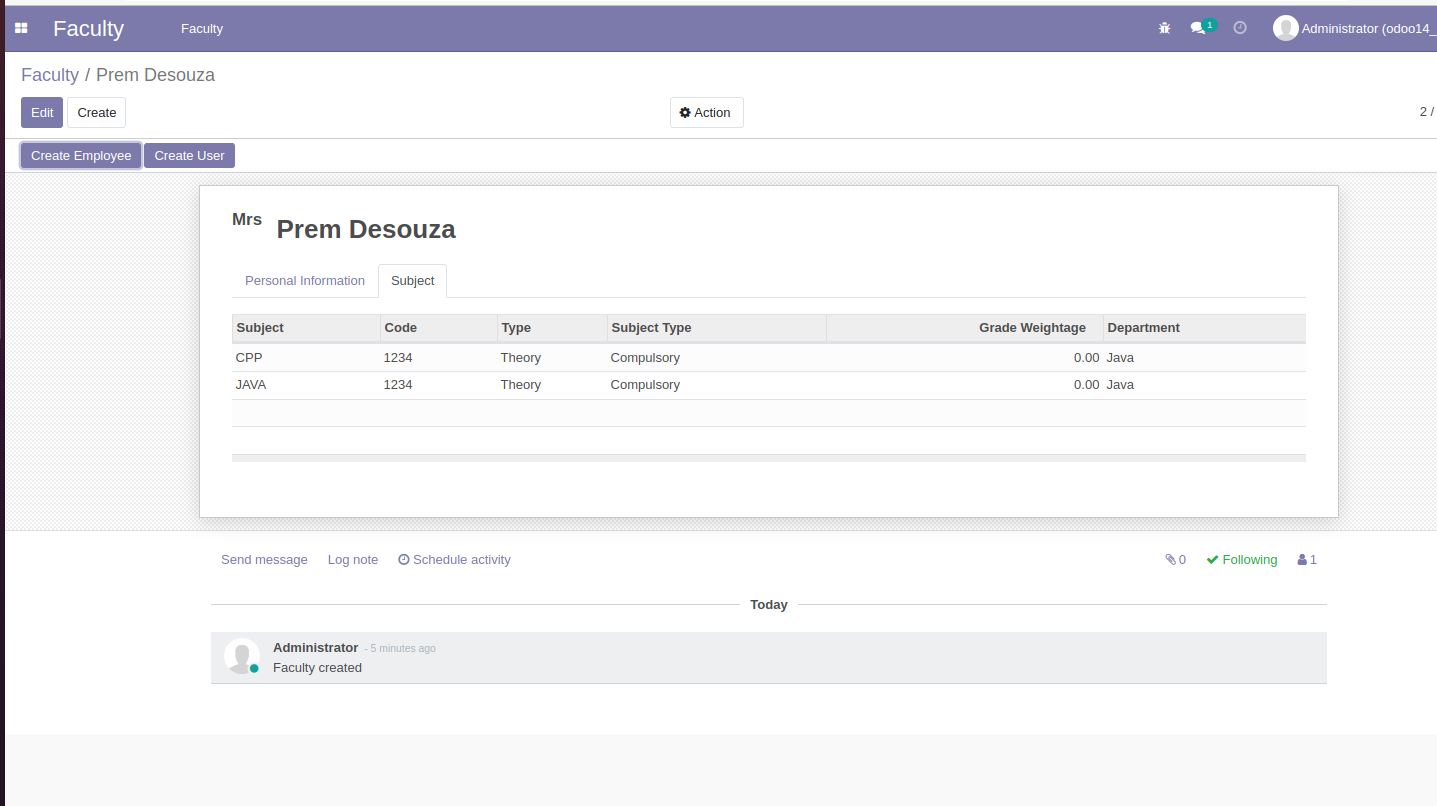 Faculty Faculty 1 Administrator (odoo14_
Faculty / Prem Desouza
Edit Create Action 2 /
Create Employee Create User
Mrs Prem Desouza
Personal Information Subject
Subject Code Type Subject Type Grade Weightage Department
CPP 1234 Theory Compulsory 0.00 Java
JAVA 1234 Theory Compulsory 0.00 Java
Send message Log note Schedule activity 0 Following 1
Today
Administrator - 5 minutes ago
Faculty created